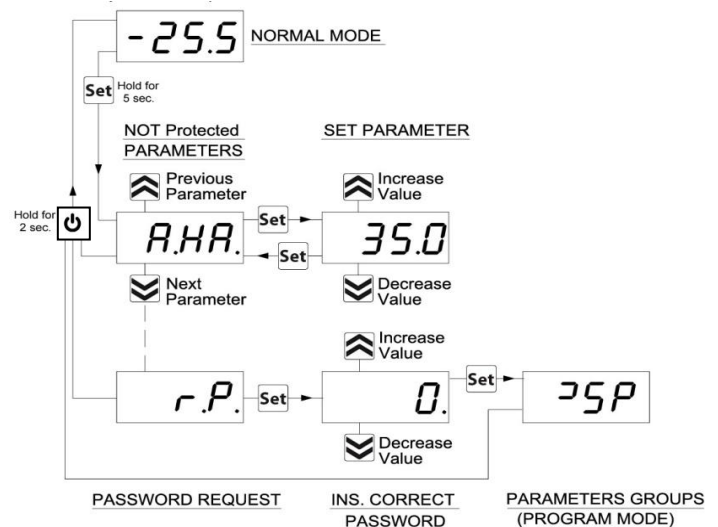 -25.5 NORMAL MODE
Set Hold for 5 sec.
NOT Protected PARAMETERS
SET PARAMETER
Previous Parameter
Increase Value
Hold for 2 sec.
A.HA.
Set
Set
35.0
Next Parameter
Decrease Value
Increase Value
r.P.
Set
0.
Set
SP
Decrease Value
PASSWORD REQUEST
INS. CORRECT PASSWORD
PARAMETERS GROUPS (PROGRAM MODE)